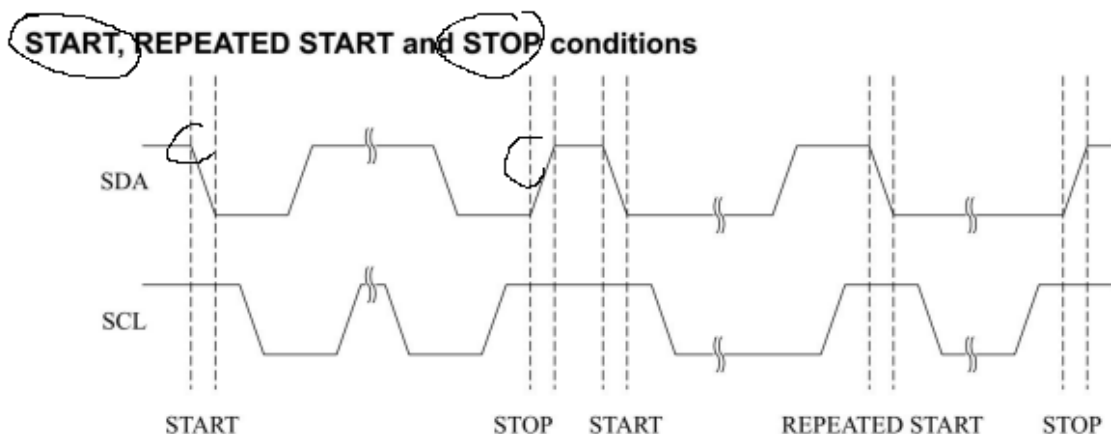 START, REPEATED START and STOP conditions
SDA
SCL
START STOP START REPEATED START STOP